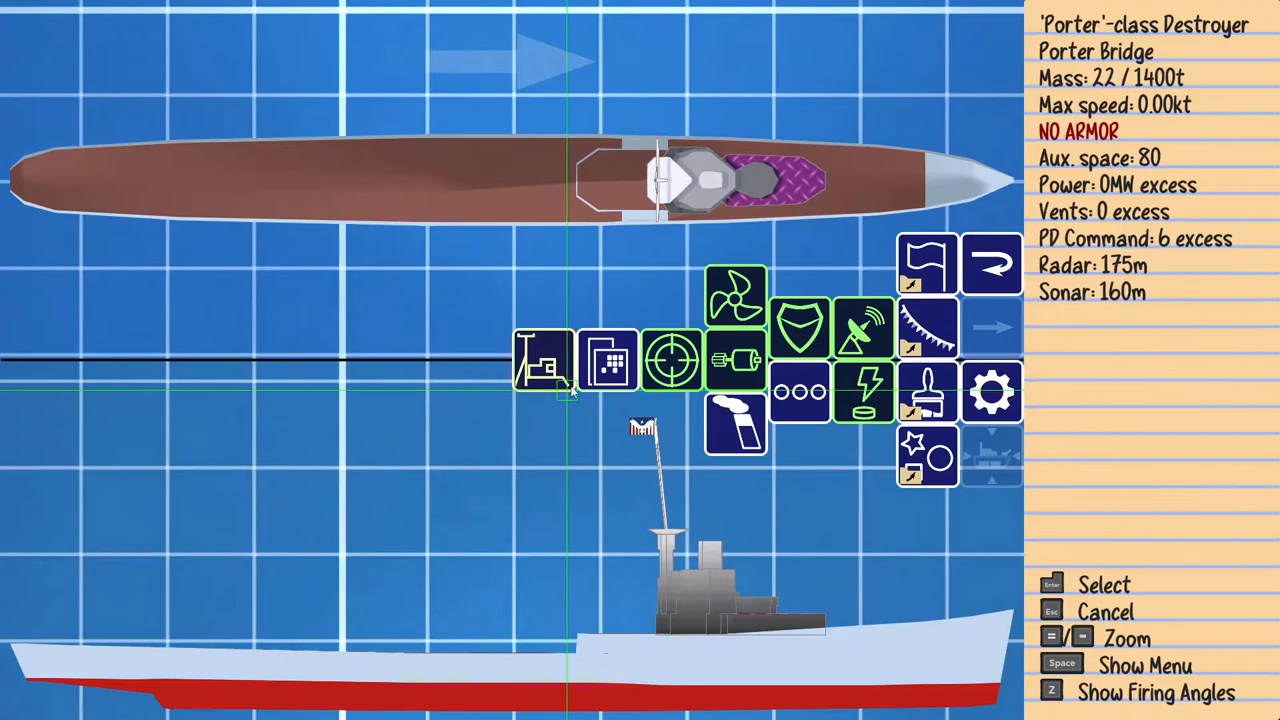 'Porter'-class Destroyer
Porter Bridge
Mass: 22 / 1400t
Max speed: 0.00kt
NO ARMOR
Aux. space: 80
Power: 0MW excess
Vents: 0 excess
PD Command: 6 excess
Radar: 175m
Sonar: 160m
Enter Select
Esc Cancel
= / - Zoom
Space Show Menu
Z Show Firing Angles